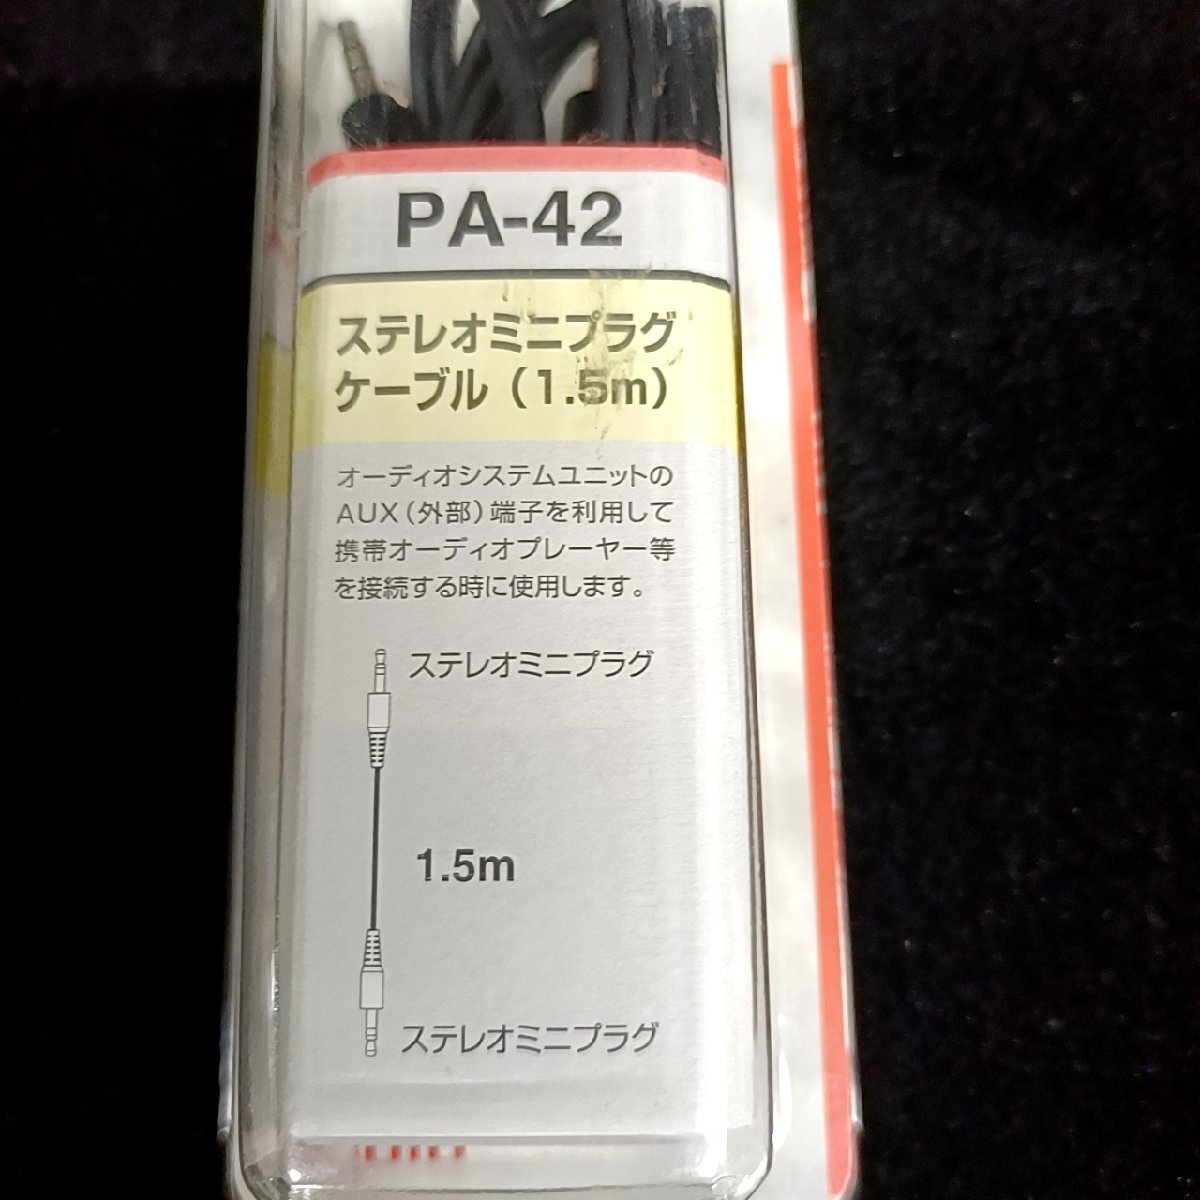 PA-42
ステレオミニプラグ
ケーブル（1.5m）
オーディオシステムユニットの
AUX（外部）端子を利用して
携帯オーディオプレーヤー等
を接続する時に使用します。
ステレオミニプラグ
1.5m
ステレオミニプラグ